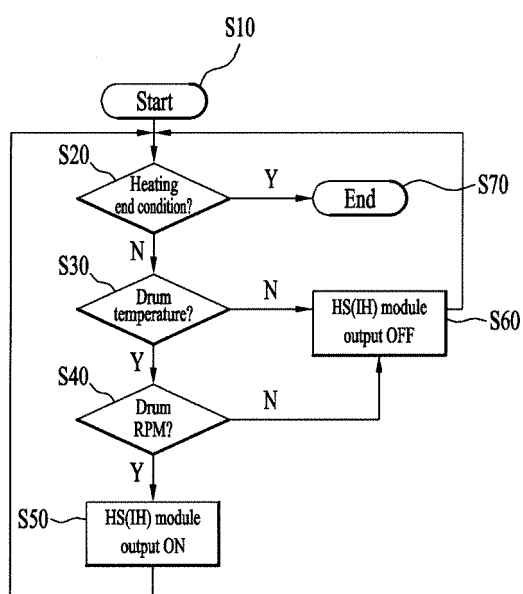 S10
Start
S20
Heating
end condition?
Y
End
S70
N
S30
Drum
temperature?
N
HS(IH) module
output OFF
S60
Y
S40
Drum
RPM?
N
Y
S50
HS(IH) module
output ON